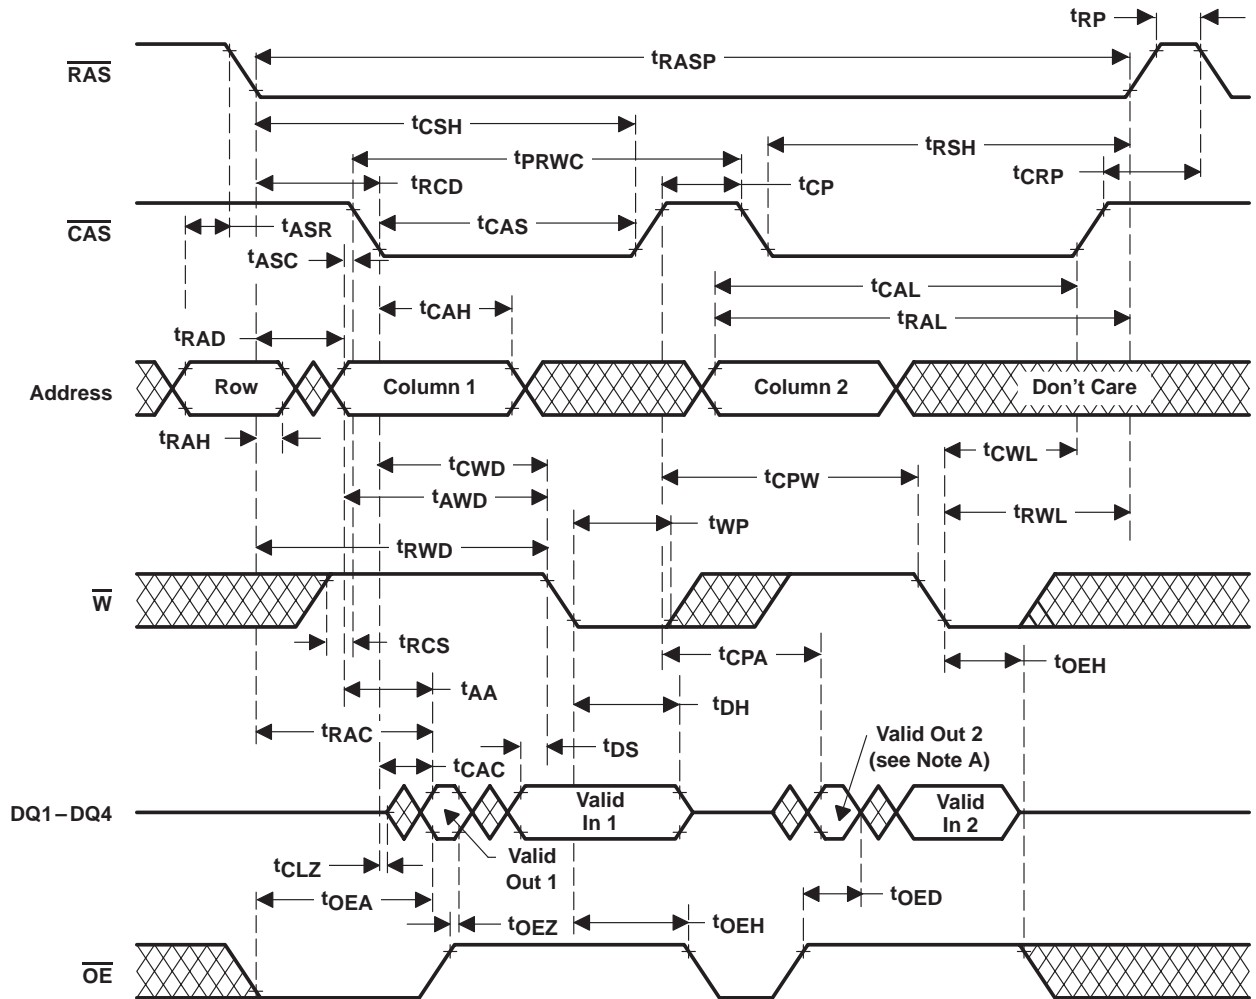 tRP
RAS
tRASP
tCSH
tPRWC
tRSH
tRCD
tCP
tCRP
CAS
tASR
tCAS
tASC
tCAL
tCAH
tRAD
tRAL
Address
Row
Column 1
Column 2
Don't Care
tRAH
tCWD
tCPW
tCWL
tAWD
tWP
tRWL
tRWD
W
tRCS
tCPA
tOEH
tAA
tDH
tRAC
tDS
Valid Out 2
(see Note A)
tCAC
DQ1–DQ4
Valid
In 1
Valid
In 2
tCLZ
Valid
Out 1
tOEA
tOEZ
tOEH
tOED
OE